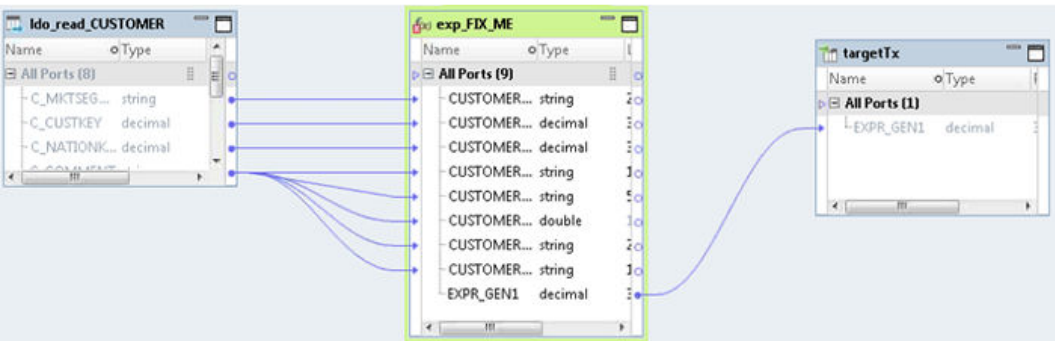 ldo_read_CUSTOMER
Name Type
All Ports (8)
C_MKTSEG... string
C_CUSTKEY decimal
C_NATIONK... decimal
C_COMMENT
exp_FIX_ME
Name Type
All Ports (9)
CUSTOMER... string
CUSTOMER... decimal
CUSTOMER... decimal
CUSTOMER... string
CUSTOMER... string
CUSTOMER... double
CUSTOMER... string
CUSTOMER... string
EXPR_GEN1 decimal
targetTx
Name Type
All Ports (1)
EXPR_GEN1 decimal